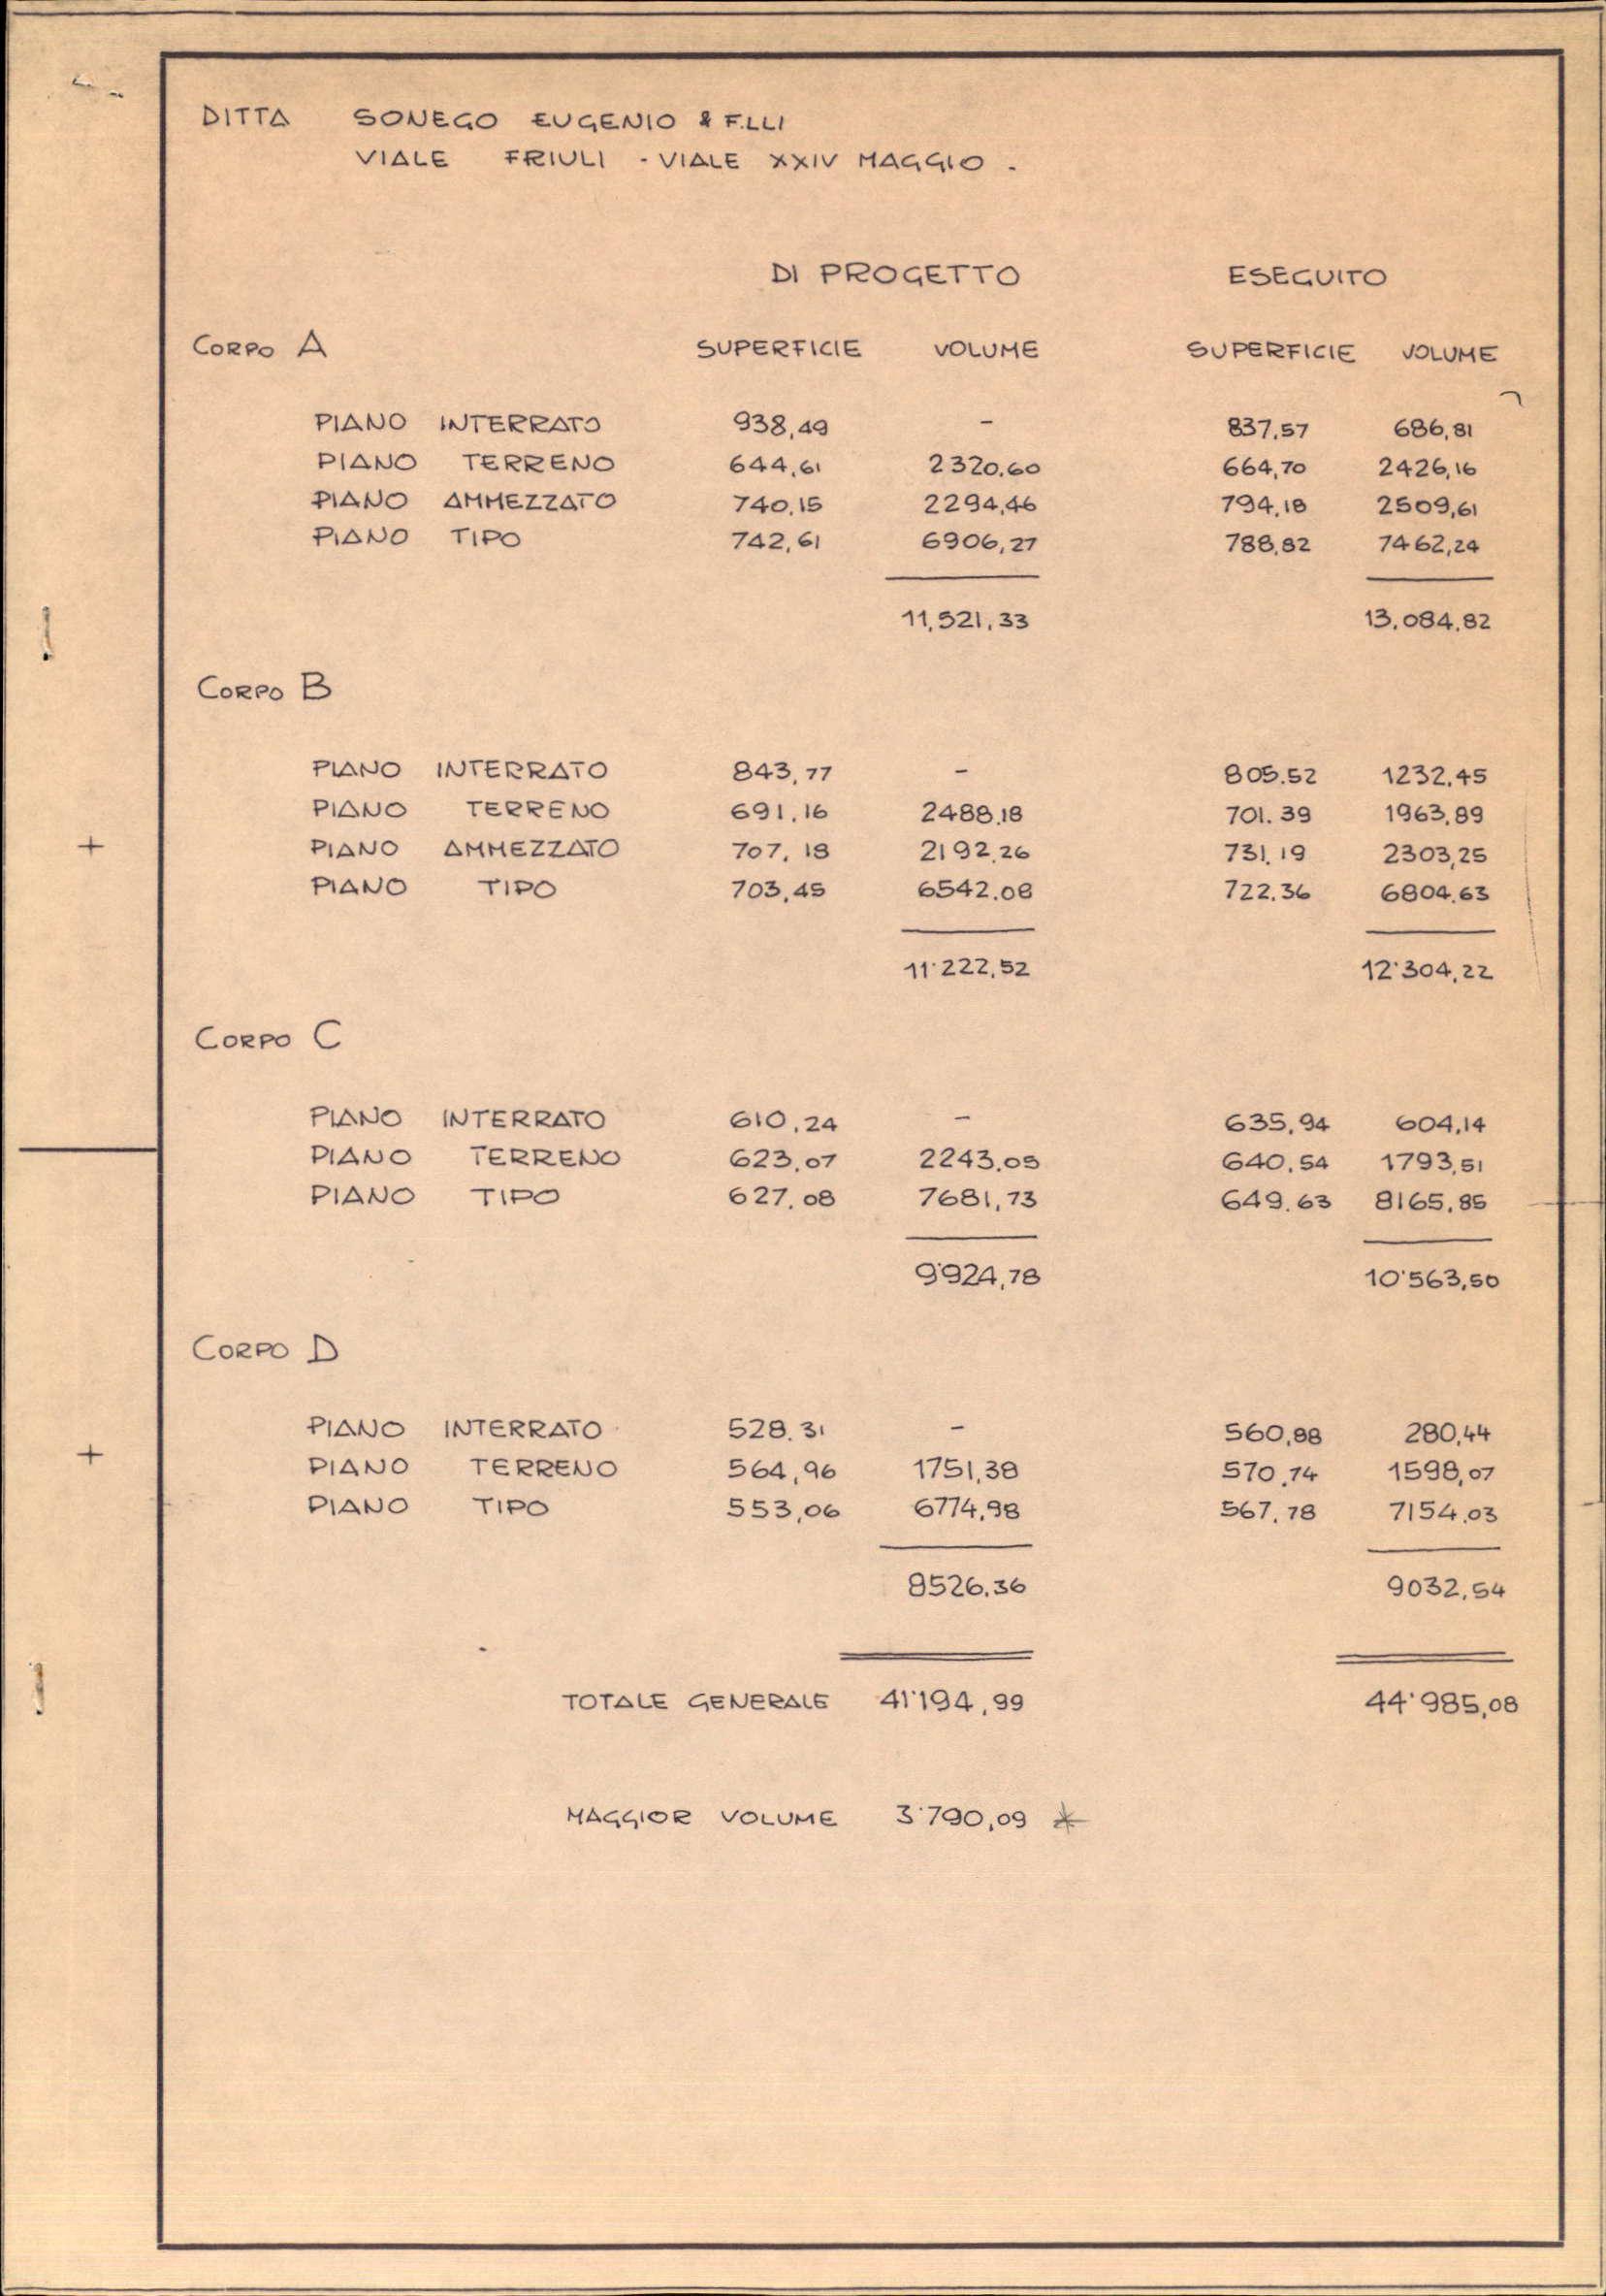 DITTA SONEGO EUGENIO & F.LLI
VIALE FRIULI - VIALE XXIV MAGGIO .
DI PROGETTO ESEGUITO
CORPO A SUPERFICIE VOLUME SUPERFICIE VOLUME
PIANO INTERRATO 938,49 - 837,57 686,81
PIANO TERRENO 644,61 2320,60 664,70 2426,16
PIANO AMMEZZATO 740,15 2294,46 794,18 2509,61
PIANO TIPO 742,61 6906,27 788,82 7462,24
11,521,33 13,084,82
CORPO B
PIANO INTERRATO 843,77 - 805.52 1232,45
PIANO TERRENO 691,16 2488,18 701.39 1963,89
PIANO AMMEZZATO 707,18 2192,26 731,19 2303,25
PIANO TIPO 703,45 6542.08 722.36 6804.63
11'222,52 12'304,22
CORPO C
PIANO INTERRATO 610,24 - 635,94 604,14
PIANO TERRENO 623,07 2243,05 640,54 1793,51
PIANO TIPO 627,08 7681,73 649.63 8165,85
9'924,78 10'563,50
CORPO D
PIANO INTERRATO 528.31 - 560,88 280,44
PIANO TERRENO 564,96 1751,38 570,74 1598,07
PIANO TIPO 553,06 6774,98 567,78 7154,03
8526,36 9032,54
TOTALE GENERALE 41'194,99 44'985,08
MAGGIOR VOLUME 3'790,09 *